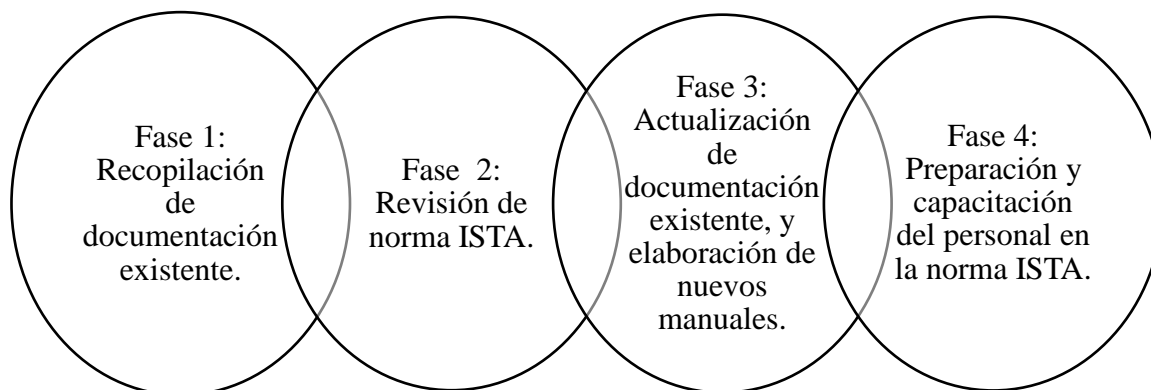 Fase 1:
Recopilación
de
documentación
existente.
Fase  2:
Revisión de
norma ISTA.
Fase 3:
Actualización
de
documentación
existente, y
elaboración de
nuevos
manuales.
Fase 4:
Preparación y
capacitación
del personal en
la norma ISTA.